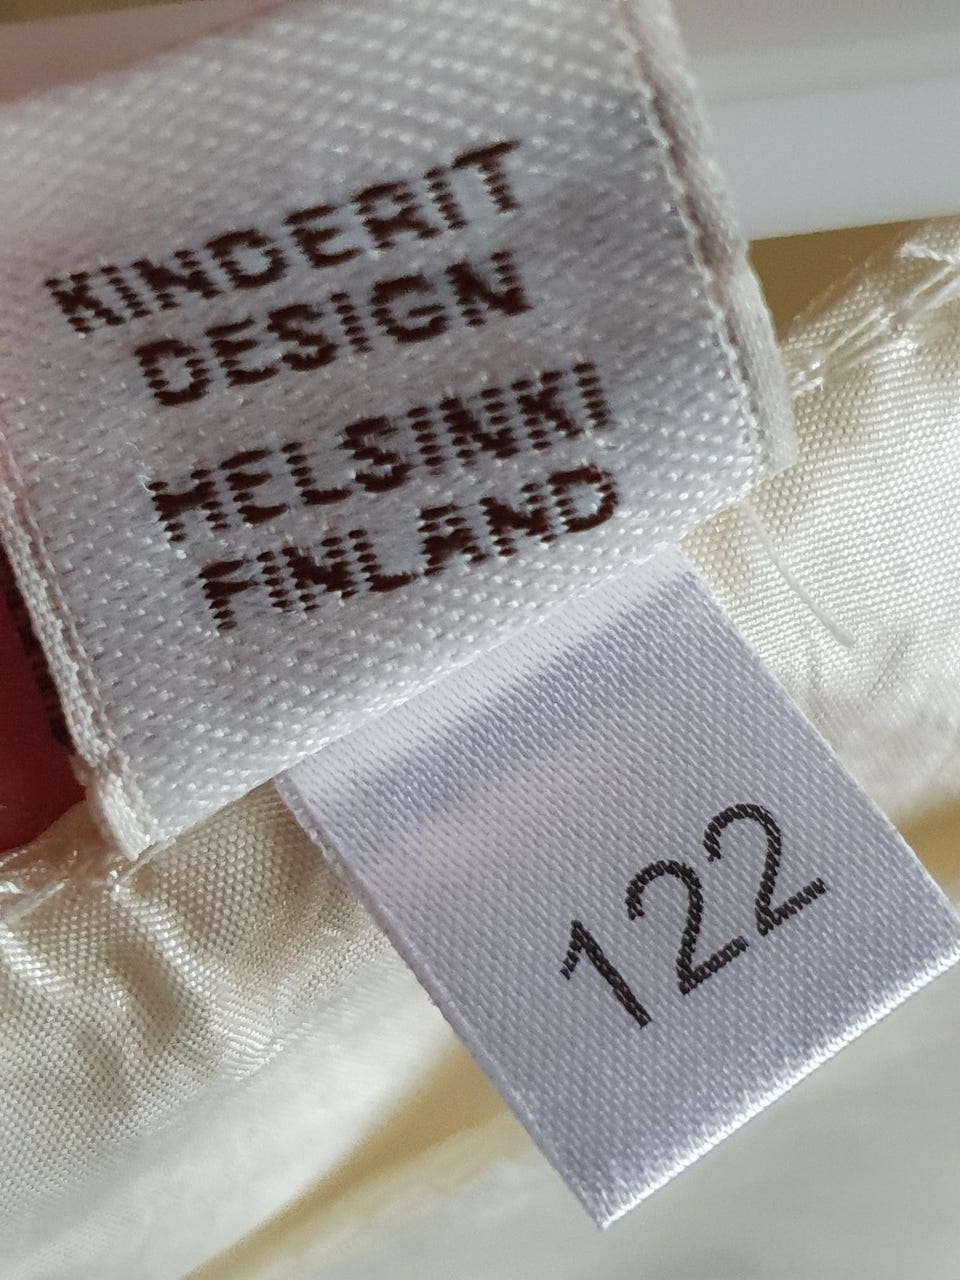 KINDERIT
DESIGN
HELSINKI
FINLAND
122